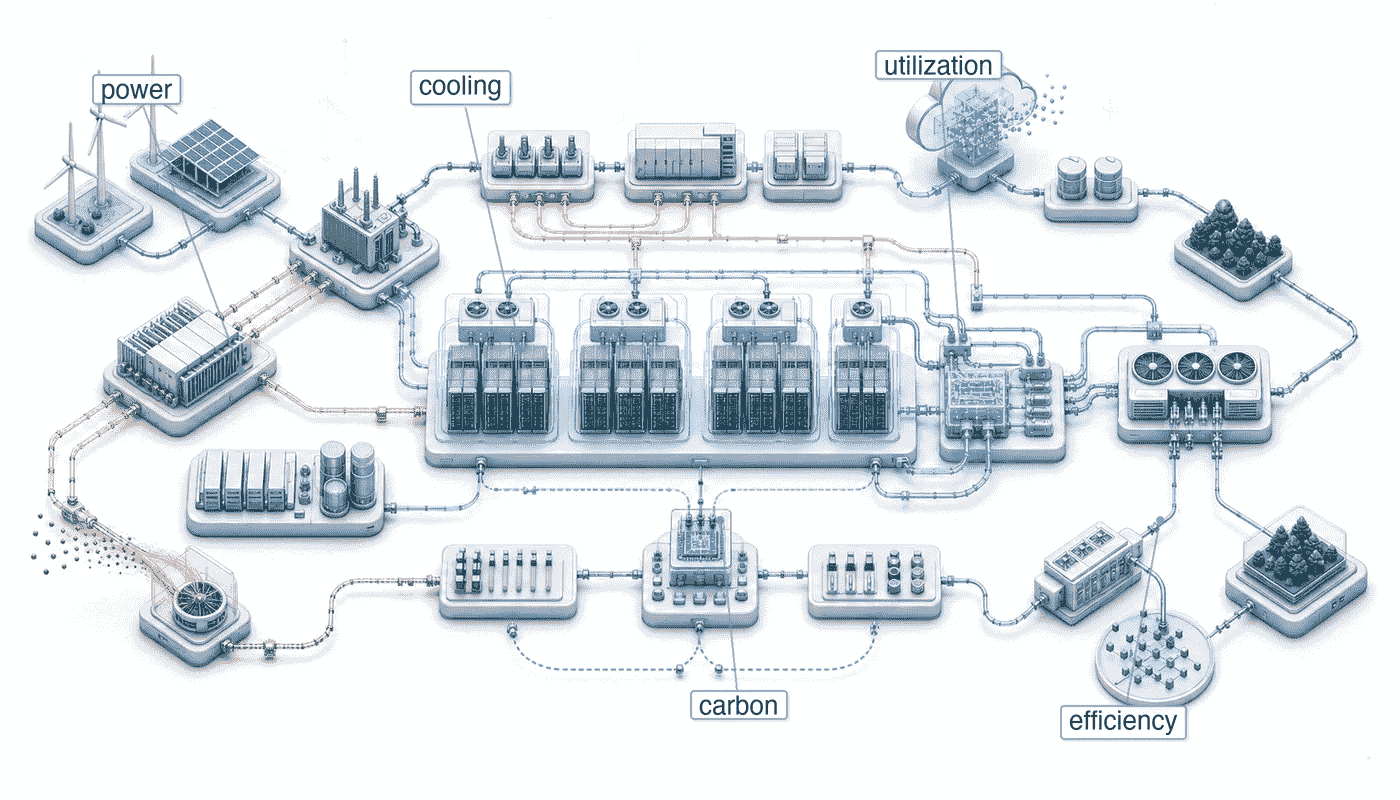 power
cooling
utilization
carbon
efficiency